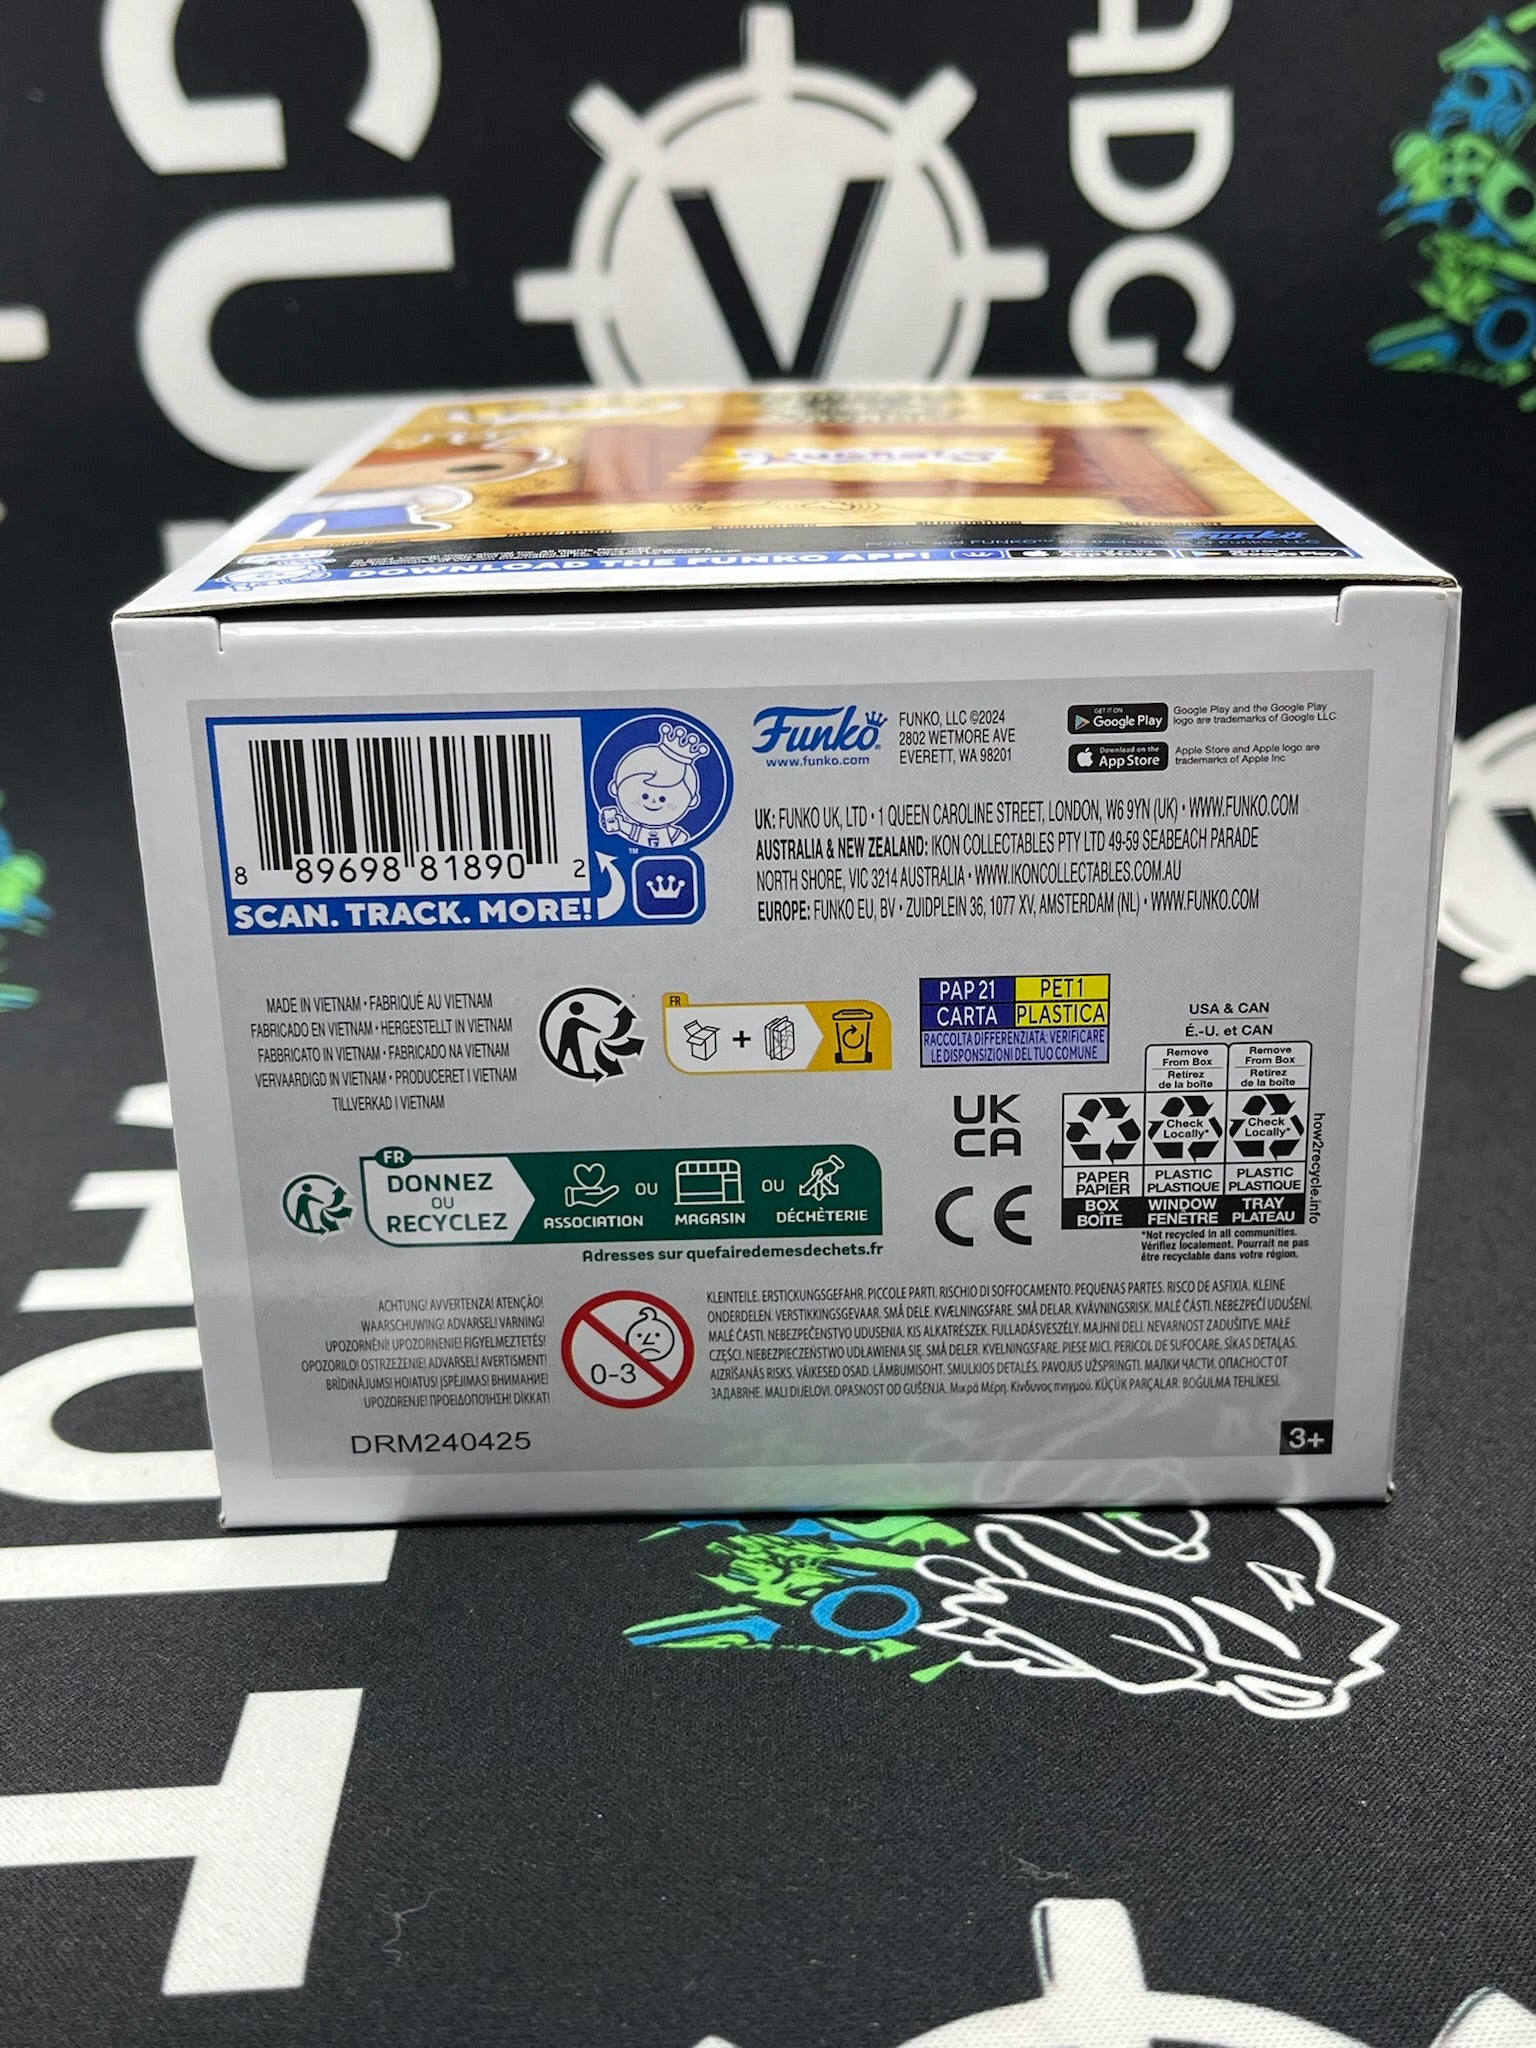 GU
V
ADGE
Funko
DOWNLOAD THE FUNKO APP!
8 89698 81890 2
SCAN. TRACK. MORE!
™
Funko
www.funko.com
FUNKO, LLC ©2024
2802 WETMORE AVE
EVERETT, WA 98201
GET IT ON
Google Play
Google Play and the Google Play
logo are trademarks of Google LLC.
Download on the
App Store
Apple Store and Apple logo are
trademarks of Apple Inc
UK: FUNKO UK, LTD • 1 QUEEN CAROLINE STREET, LONDON, W6 9YN (UK) • WWW.FUNKO.COM
AUSTRALIA & NEW ZEALAND: IKON COLLECTABLES PTY LTD 49-59 SEABEACH PARADE
NORTH SHORE, VIC 3214 AUSTRALIA • WWW.IKONCOLLECTABLES.COM.AU
EUROPE: FUNKO EU, BV • ZUIDPLEIN 36, 1077 XV, AMSTERDAM (NL) • WWW.FUNKO.COM
MADE IN VIETNAM • FABRIQUÉ AU VIETNAM
FABRICADO EN VIETNAM • HERGESTELLT IN VIETNAM
FABBRICATO IN VIETNAM • FABRICADO NA VIETNAM
VERVAARDIGD IN VIETNAM • PRODUCERET I VIETNAM
TILLVERKAD I VIETNAM
FR
+
PAP 21
PET 1
CARTA
PLASTICA
RACCOLTA DIFFERENZIATA: VERIFICARE
LE DISPOSIZIONI DEL TUO COMUNE
USA & CAN
É.-U. et CAN
Remove
From Box
Retirez
de la boîte
Remove
From Box
Retirez
de la boîte
Check
Locally*
Check
Locally*
PAPER
PAPIER
PLASTIC
PLASTIQUE
PLASTIC
PLASTIQUE
BOX
BOÎTE
WINDOW
FENÊTRE
TRAY
PLATEAU
how2recycle.info
*Not recycled in all communities.
Vérifiez localement. Pourrait ne pas
être recyclable dans votre région.
UK
CA
CE
FR
DONNEZ
OU
RECYCLEZ
ASSOCIATION
OU
MAGASIN
OU
DÉCHÈTERIE
Adresses sur quefairedemesdechets.fr
ACHTUNG! AVVERTENZA! ATENÇÃO!
WAARSCHUWING! ADVARSEL! VARNING!
UPOZORNĚNÍ! UPOZORNENIE! FIGYELMEZTETÉS!
OPOZORILO! OSTRZEŻENIE! ADVARSEL! AVERTISMENT!
BRĪDINĀJUMS! HOIATUS! ĮSPĖJIMAS! ВНИМАНИЕ!
UPOZORENJE! ΠΡΟΕΙΔΟΠΟΙΗΣΗ! DİKKAT!
0-3
KLEINTEILE. ERSTICKUNGSGEFAHR. PICCOLE PARTI. RISCHIO DI SOFFOCAMENTO. PEQUENAS PARTES. RISCO DE ASFIXIA. KLEINE
ONDERDELEN. VERSTIKKINGSGEVAAR. SMÅ DELE. KVÆLNINGSFARE. SMÅ DELAR. KVÄVNINGSRISK. MALÉ ČÁSTI. NEBEZPEČÍ UDUŠENÍ.
MALÉ ČASTI. NEBEZPEČENSTVO UDUSENIA. KIS ALKATRÉSZEK. FULLADÁSVESZÉLY. MAJHNI DELI. NEVARNOST ZADUŠITVE. MAŁE
CZĘŚCI. NIEBEZPIECZEŃSTWO UDŁAWIENIA SIĘ. SMÅ DELER. KVELNINGSFARE. PIESE MICI. PERICOL DE SUFOCARE. SĪKAS DETAĻAS.
AIZRĪŠANĀS RISKS. VÄIKESED OSAD. LÄMBUMISOHT. SMULKIOS DETALĖS. PAVOJUS UŽSPRINGTI. МАЛКИ ЧАСТИ. ОПАСНОСТ ОТ
ЗАДАВЯНЕ. MALI DIJELOVI. OPASNOST OD GUŠENJA. Μικρά Μέρη. Κίνδυνος πνιγμού. KÜÇÜK PARÇALAR. BOĞULMA TEHLİKESİ.
DRM240425
3+